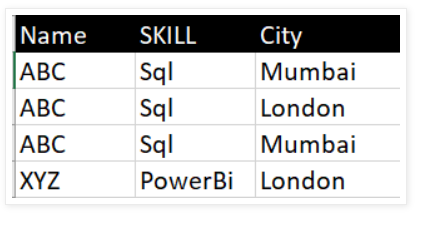 Name SKILL City
ABC Sql Mumbai
ABC Sql London
ABC Sql Mumbai
XYZ PowerBi London